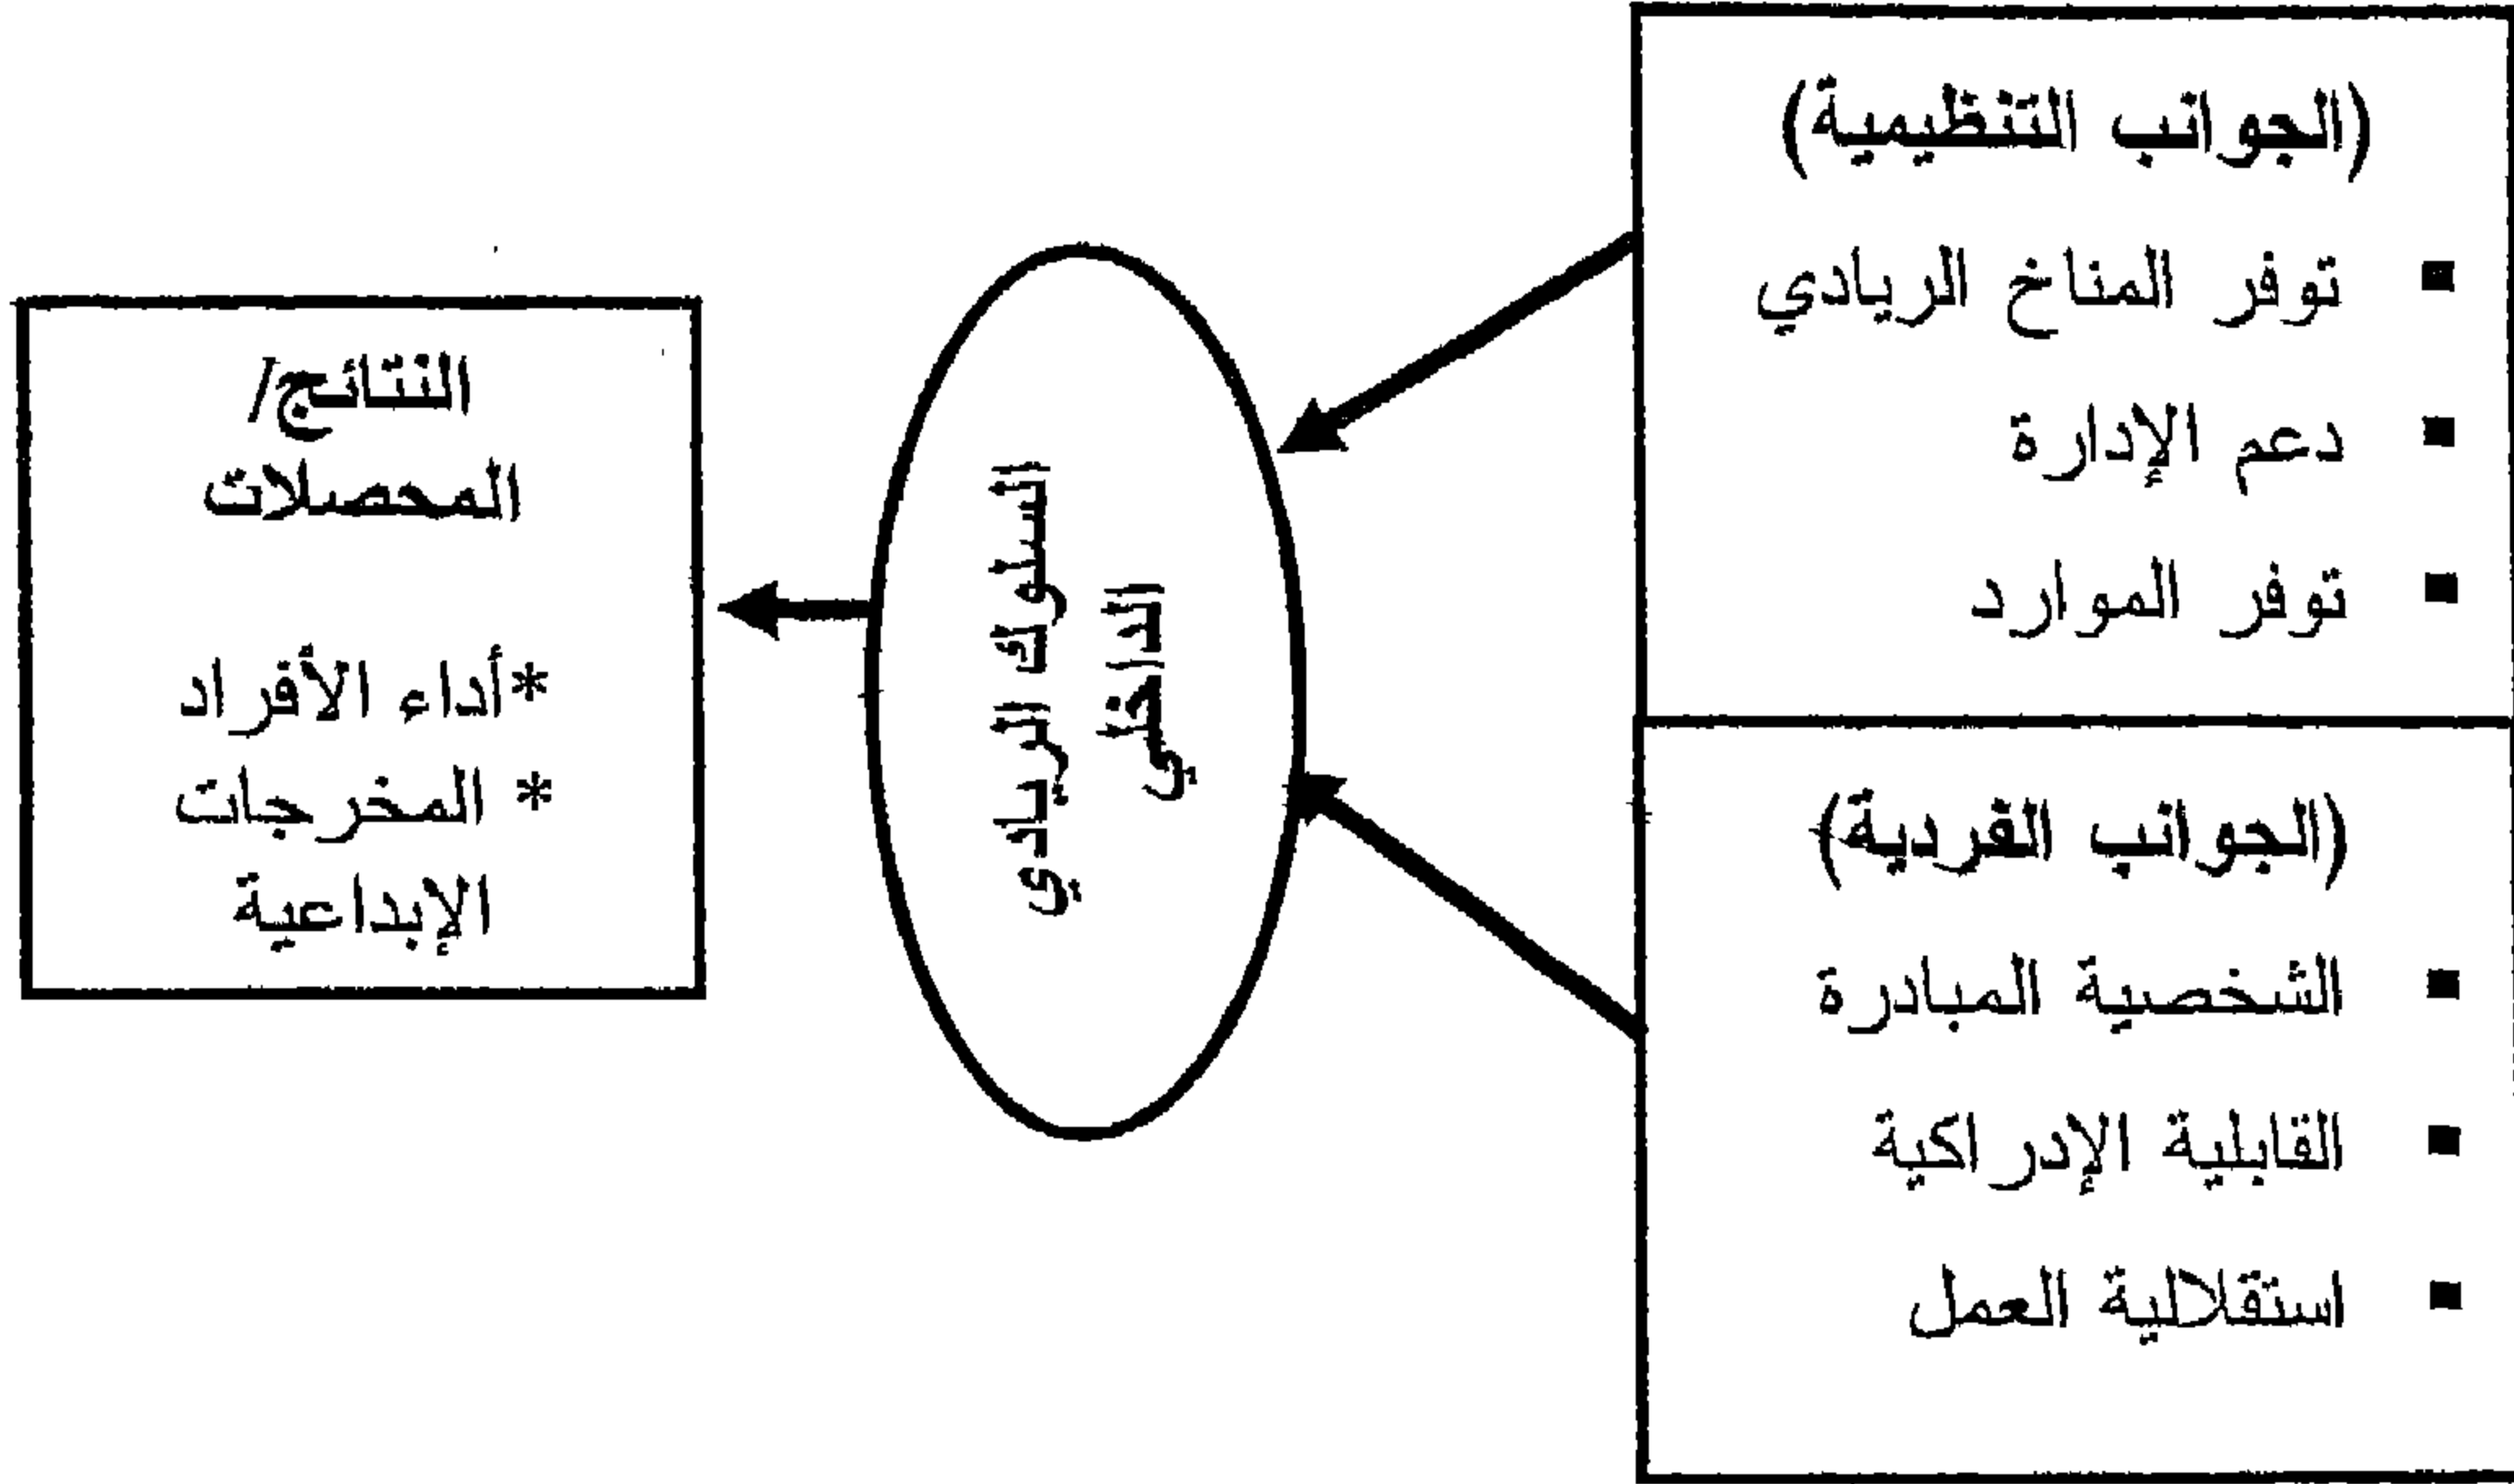 (الجوانب التنظيمية)
توفر المناخ الريادي
دعم الإدارة
توفر الموارد
(الجوانب الفردية)
الشخصية المبادرة
القابلية الإدراكية
استقلالية العمل
السلوك الريادي
الداخلي
النتائج/
المحصلات
*أداء الأفراد
* المخرجات
الإبداعية